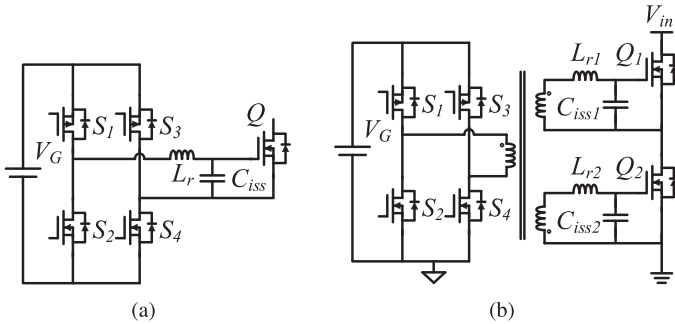 V_G
S_1
S_3
L_r
C_iss
Q
S_2
S_4
(a)
V_G
S_1
S_3
S_2
S_4
V_in
L_r1
Q_1
C_iss1
L_r2
Q_2
C_iss2
(b)